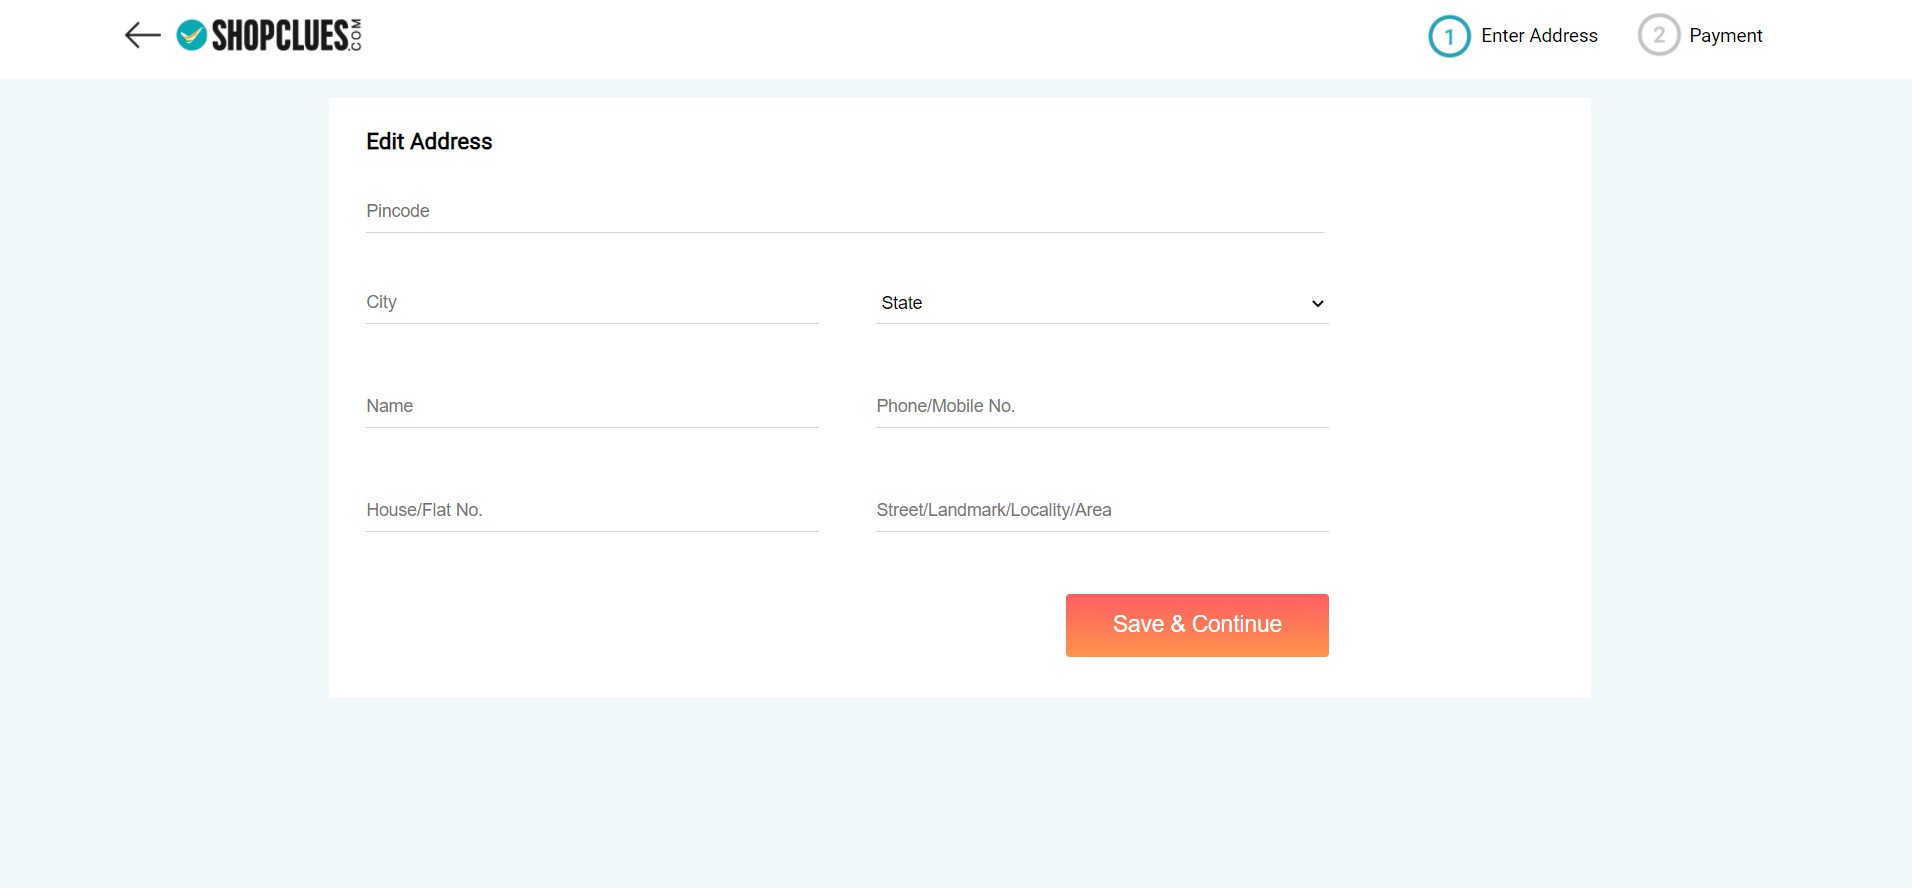 SHOPCLUES.COM
1 Enter Address
2 Payment
Edit Address
Pincode
City
State
Name
Phone/Mobile No.
House/Flat No.
Street/Landmark/Locality/Area
Save & Continue